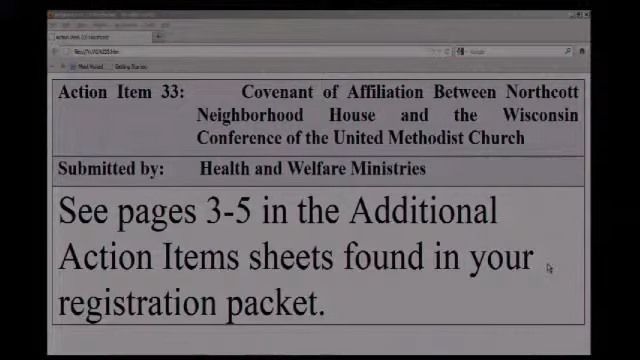 Action Item 33: Covenant of Affiliation Between Northcott
Neighborhood House and the Wisconsin
Conference of the United Methodist Church
Submitted by: Health and Welfare Ministries
See pages 3-5 in the Additional
Action Items sheets found in your
registration packet.